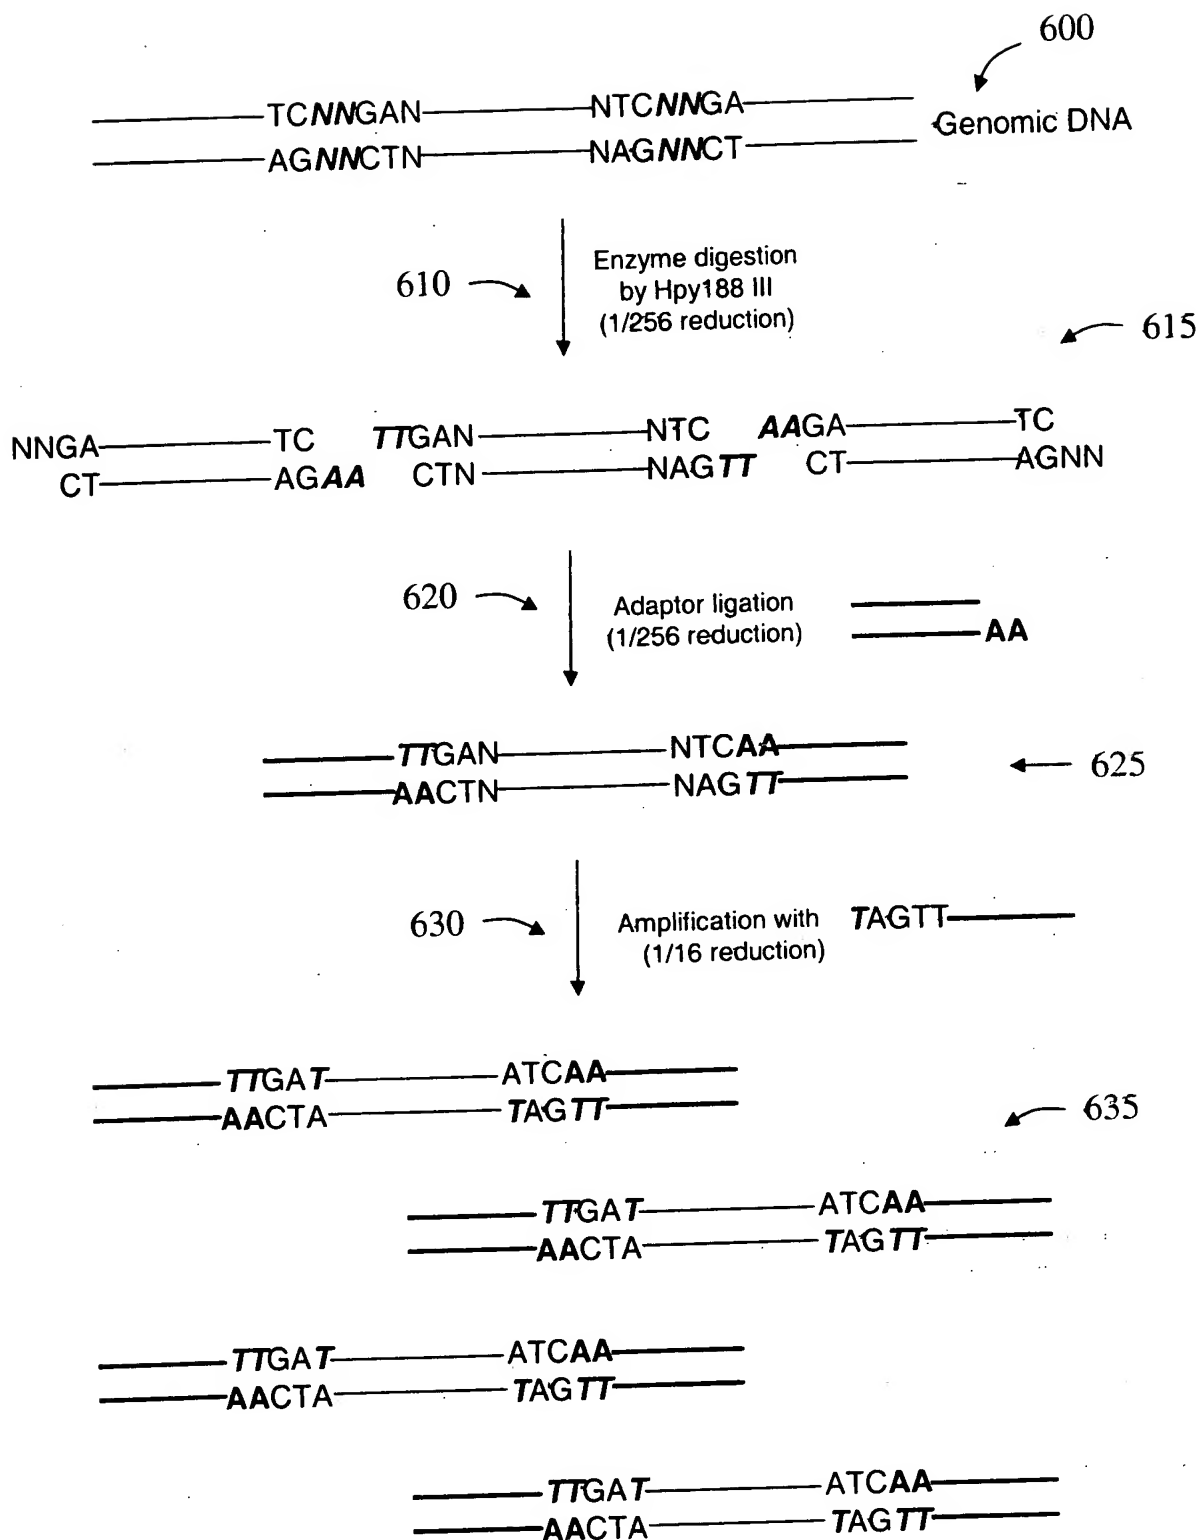 600
TCNNGAN NTCNNGA
Genomic DNA
AGNNCTN NAGNNCT
610
Enzyme digestion
by Hpy188 III
(1/256 reduction)
615
NNGA TC TTGAN NTC AAGA TC
CT AGAA CTN NAGTT CT AGNN
620
Adaptor ligation
(1/256 reduction)
AA
TTGAN NTCAA
AACTN NAGTT
625
630
Amplification with TAGTT
(1/16 reduction)
TTGAT ATCAA
AACTA TAGTT
635
TTGAT ATCAA
AACTA TAGTT
TTGAT ATCAA
AACTA TAGTT
TTGAT ATCAA
AACTA TAGTT